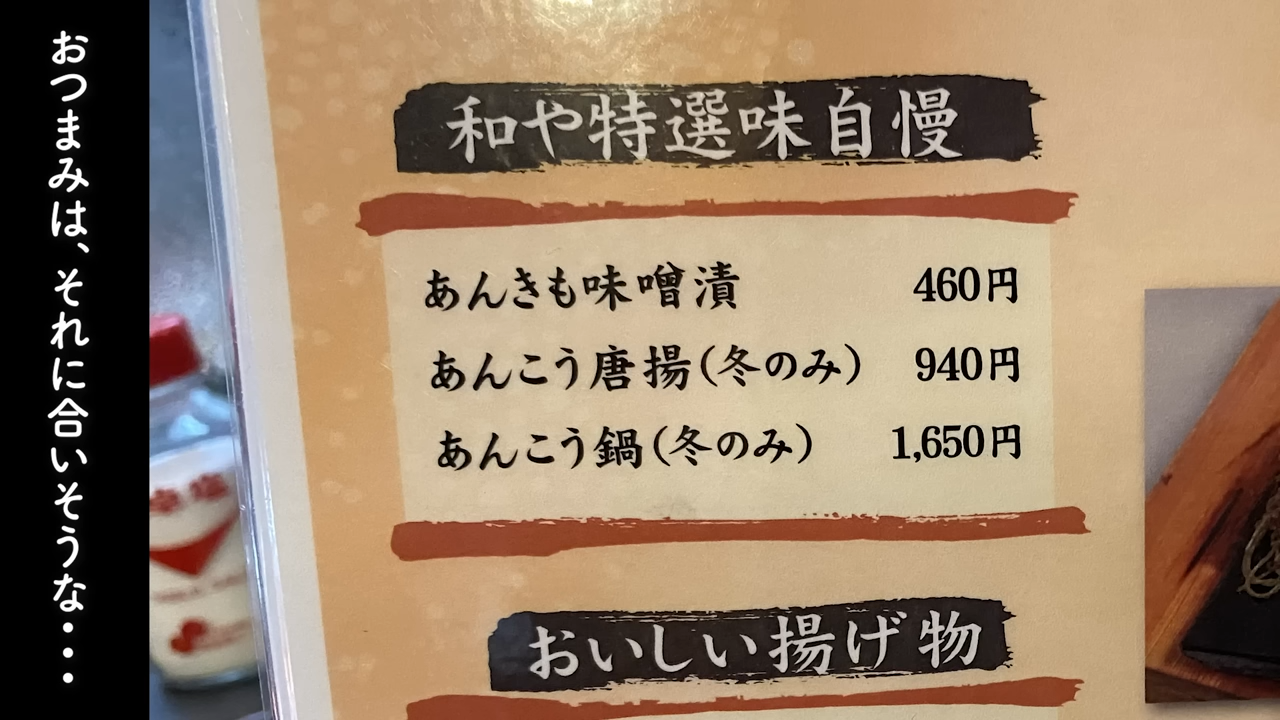 おつまみは、それに合いそうな・・・
和や特選味自慢
あんきも味噌漬 460円
あんこう唐揚(冬のみ) 940円
あんこう鍋(冬のみ) 1,650円
おいしい揚げ物